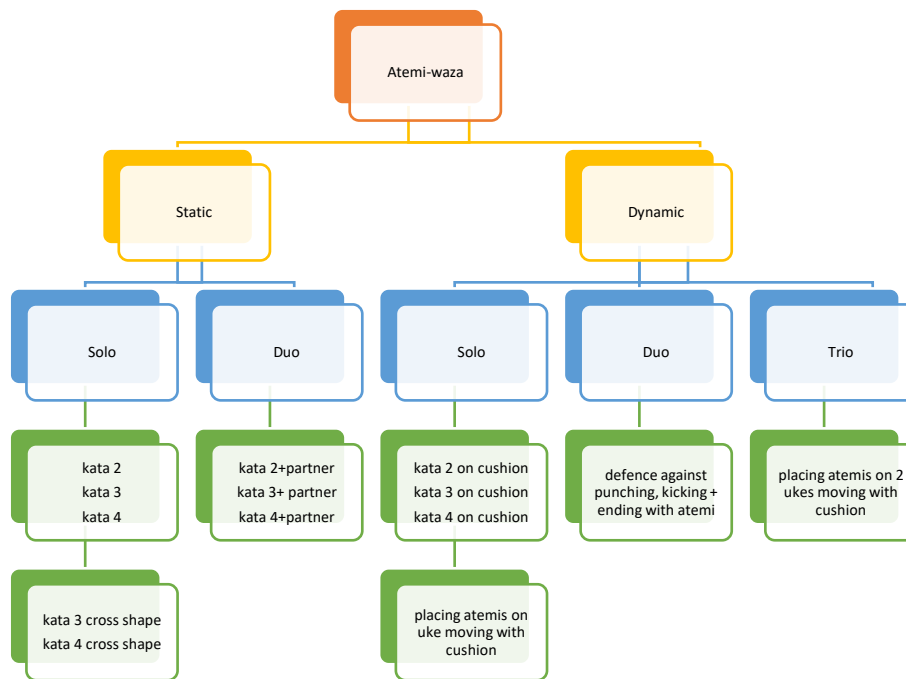 Atemi-waza
Static
Dynamic
Solo
Duo
Solo
Duo
Trio
kata 2
kata 3
kata 4
kata 2+partner
kata 3+ partner
kata 4+partner
kata 2 on cushion
kata 3 on cushion
kata 4 on cushion
defence against
punching, kicking +
ending with atemi
placing atemis on 2
ukes moving with
cushion
kata 3 cross shape
kata 4 cross shape
placing atemis on
uke moving with
cushion